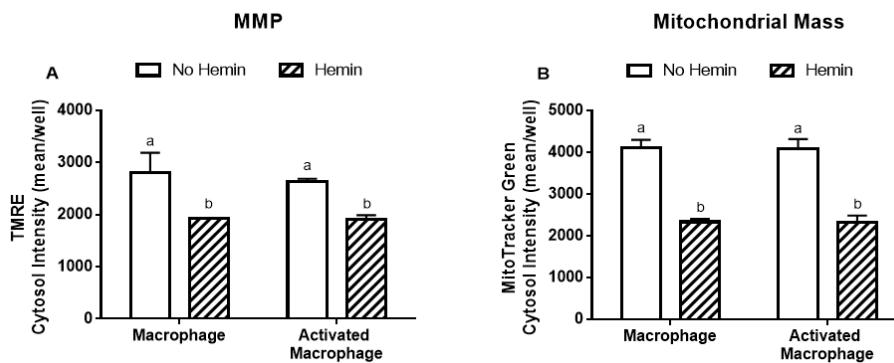 MMP
A
No Hemin
Hemin
TMRE
Cytosol Intensity (mean/well)
4000
3000
2000
1000
0
a
b
a
b
Macrophage
Activated
Macrophage
Mitochondrial Mass
B
No Hemin
Hemin
MitoTracker Green
Cytosol Intensity (mean/well)
5000
4000
3000
2000
1000
0
a
b
a
b
Macrophage
Activated
Macrophage